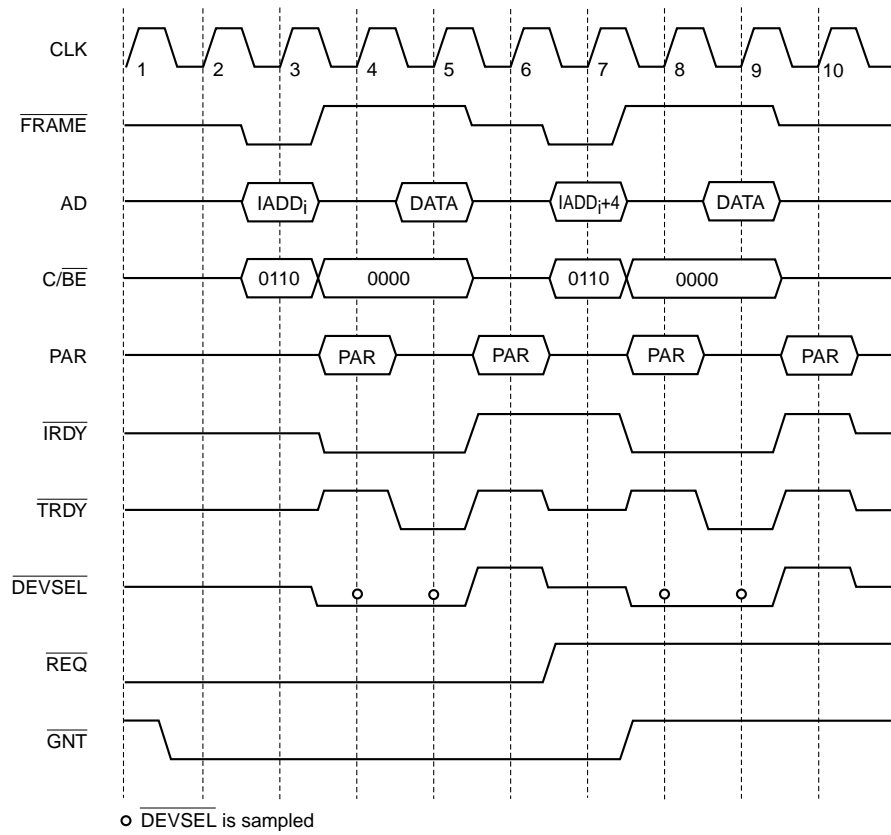 CLK
1 2 3 4 5 6 7 8 9 10
FRAME
AD
IADDi DATA IADDi+4 DATA
C/BE
0110 0000 0110 0000
PAR
PAR PAR PAR PAR
IRDY
TRDY
DEVSEL
REQ
GNT
DEVSEL is sampled